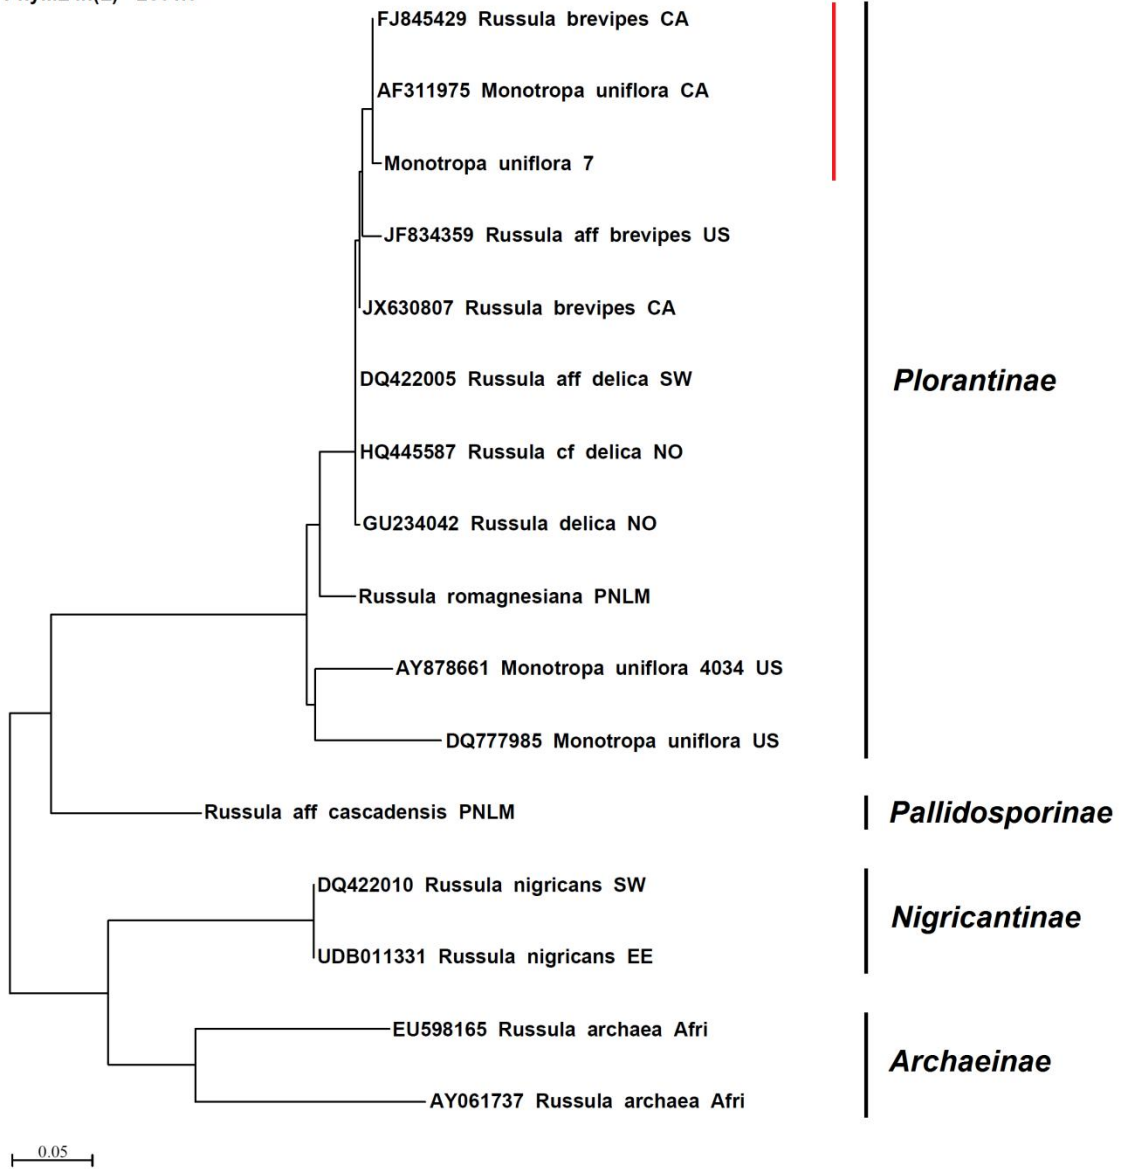 FJ845429 Russula brevipes CA
AF311975 Monotropa uniflora CA
Monotropa uniflora 7
JF834359 Russula aff brevipes US
JX630807 Russula brevipes CA
DQ422005 Russula aff delica SW
Plorantinae
HQ445587 Russula cf delica NO
GU234042 Russula delica NO
Russula romagnesiana PNLM
AY878661 Monotropa uniflora 4034 US
DQ777985 Monotropa uniflora US
Russula aff cascadensis PNLM
Pallidosporinae
DQ422010 Russula nigricans SW
Nigricantinae
UDB011331 Russula nigricans EE
EU598165 Russula archaea Afri
Archaeinae
AY061737 Russula archaea Afri
0.05